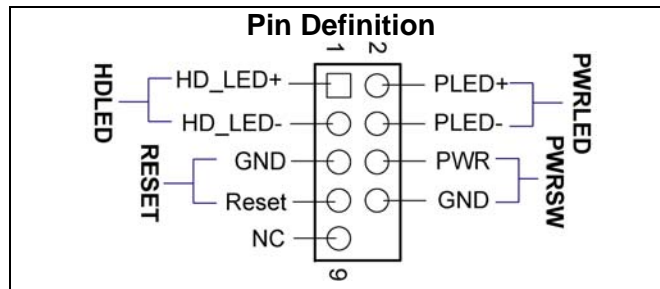 Pin Definition
1 2
HD_LED+ PLED+
HDLED PWRLED
HD_LED- PLED-
GND PWR
RESET PWRSW
Reset GND
NC
9